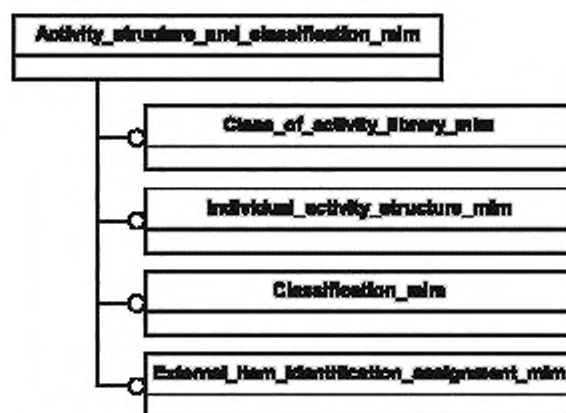 Activity_structure_and_classification_mim
Class_of_activity_library_mim
Individual_activity_structure_mim
Classification_mim
External_item_identification_assignment_mim